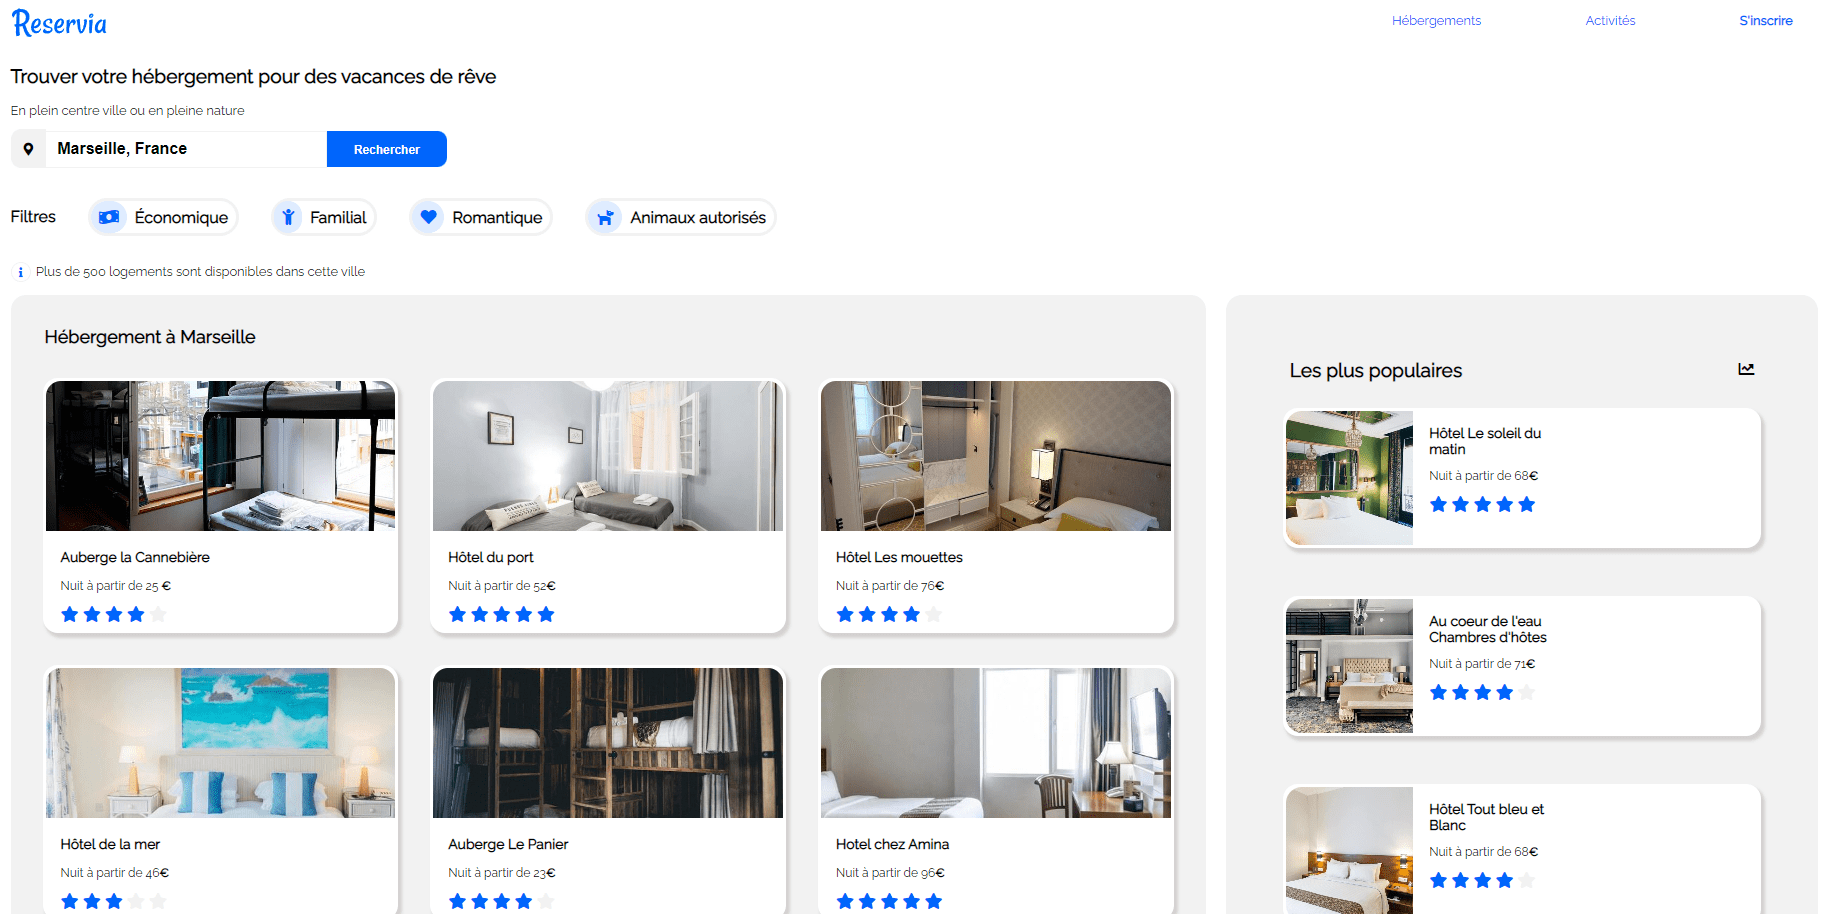 Reservia
Hébergements
Activités
S'inscrire
Trouver votre hébergement pour des vacances de rêve
En plein centre ville ou en pleine nature
Marseille, France
Rechercher
Filtres
Économique
Familial
Romantique
Animaux autorisés
Plus de 500 logements sont disponibles dans cette ville
Hébergement à Marseille
Auberge la Cannebière
Nuit à partir de 25 €
Hôtel du port
Nuit à partir de 52€
Hôtel Les mouettes
Nuit à partir de 76€
Hôtel de la mer
Nuit à partir de 46€
Auberge Le Panier
Nuit à partir de 23€
Hotel chez Amina
Nuit à partir de 96€
Les plus populaires
Hôtel Le soleil du
matin
Nuit à partir de 68€
Au coeur de l'eau
Chambres d'hôtes
Nuit à partir de 71€
Hôtel Tout bleu et
Blanc
Nuit à partir de 68€